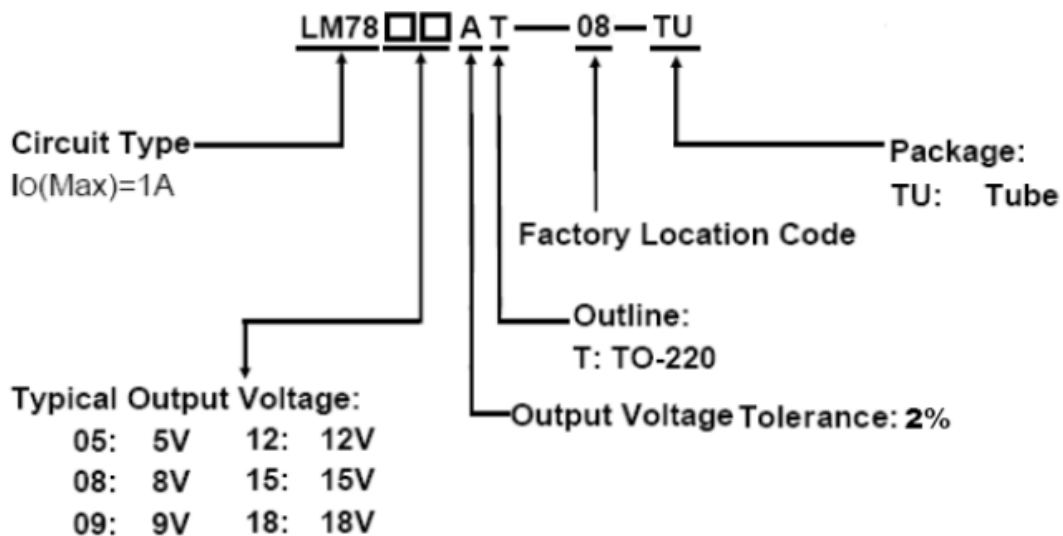 LM78□□ A T — 08 — TU
Circuit Type
IO(Max)=1A
Package:
TU: Tube
Factory Location Code
Outline:
T: TO-220
Output Voltage Tolerance: 2%
Typical Output Voltage:
05: 5V 12: 12V
08: 8V 15: 15V
09: 9V 18: 18V